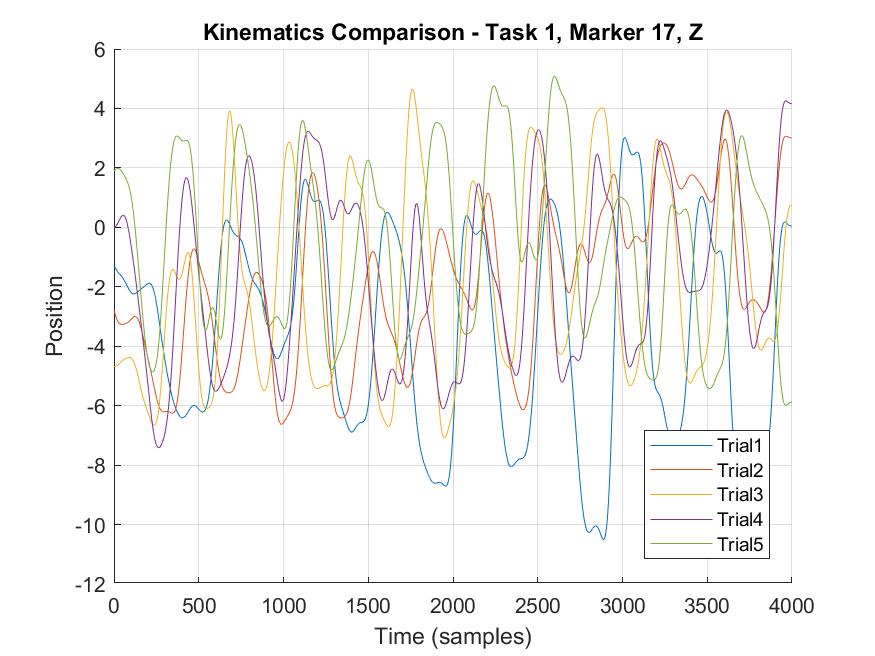 Kinematics Comparison - Task 1, Marker 17, Z
6
4
2
0
-2
-4
-6
-8
-10
-12
Position
0 500 1000 1500 2000 2500 3000 3500 4000
Time (samples)
Trial1
Trial2
Trial3
Trial4
Trial5